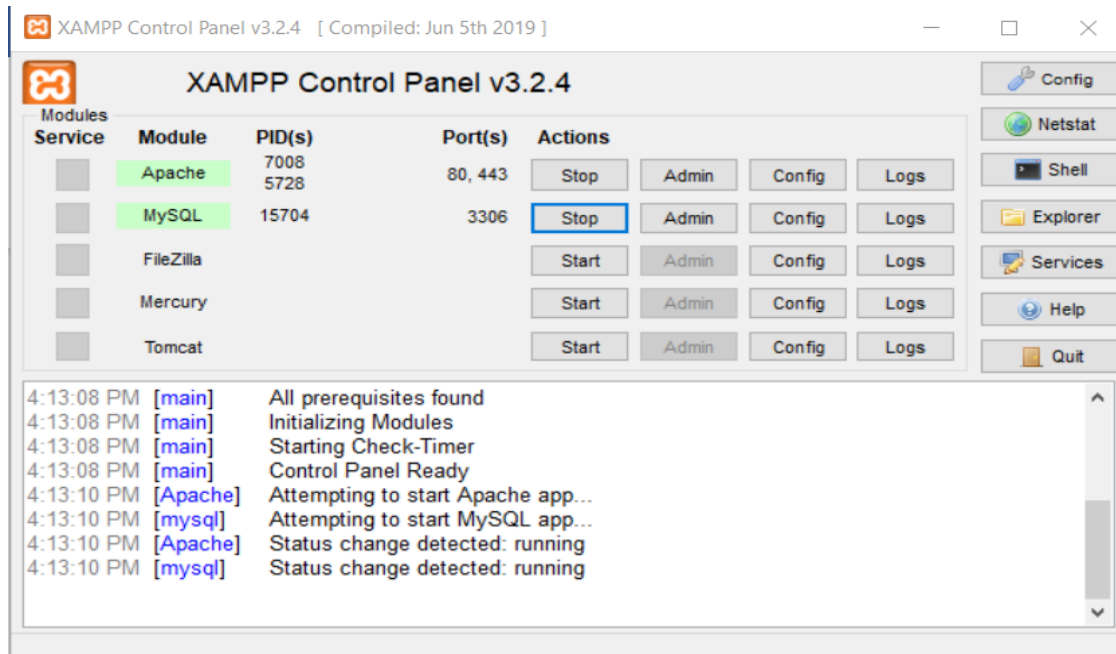 XAMPP Control Panel v3.2.4 [ Compiled: Jun 5th 2019 ]
XAMPP Control Panel v3.2.4
Config
Modules
Service Module PID(s) Port(s) Actions
Netstat
Apache 7008 5728 80, 443 Stop Admin Config Logs
Shell
MySQL 15704 3306 Stop Admin Config Logs
Explorer
FileZilla Start Admin Config Logs
Services
Mercury Start Admin Config Logs
Help
Tomcat Start Admin Config Logs
Quit
4:13:08 PM [main] All prerequisites found
4:13:08 PM [main] Initializing Modules
4:13:08 PM [main] Starting Check-Timer
4:13:08 PM [main] Control Panel Ready
4:13:10 PM [Apache] Attempting to start Apache app...
4:13:10 PM [mysql] Attempting to start MySQL app...
4:13:10 PM [Apache] Status change detected: running
4:13:10 PM [mysql] Status change detected: running